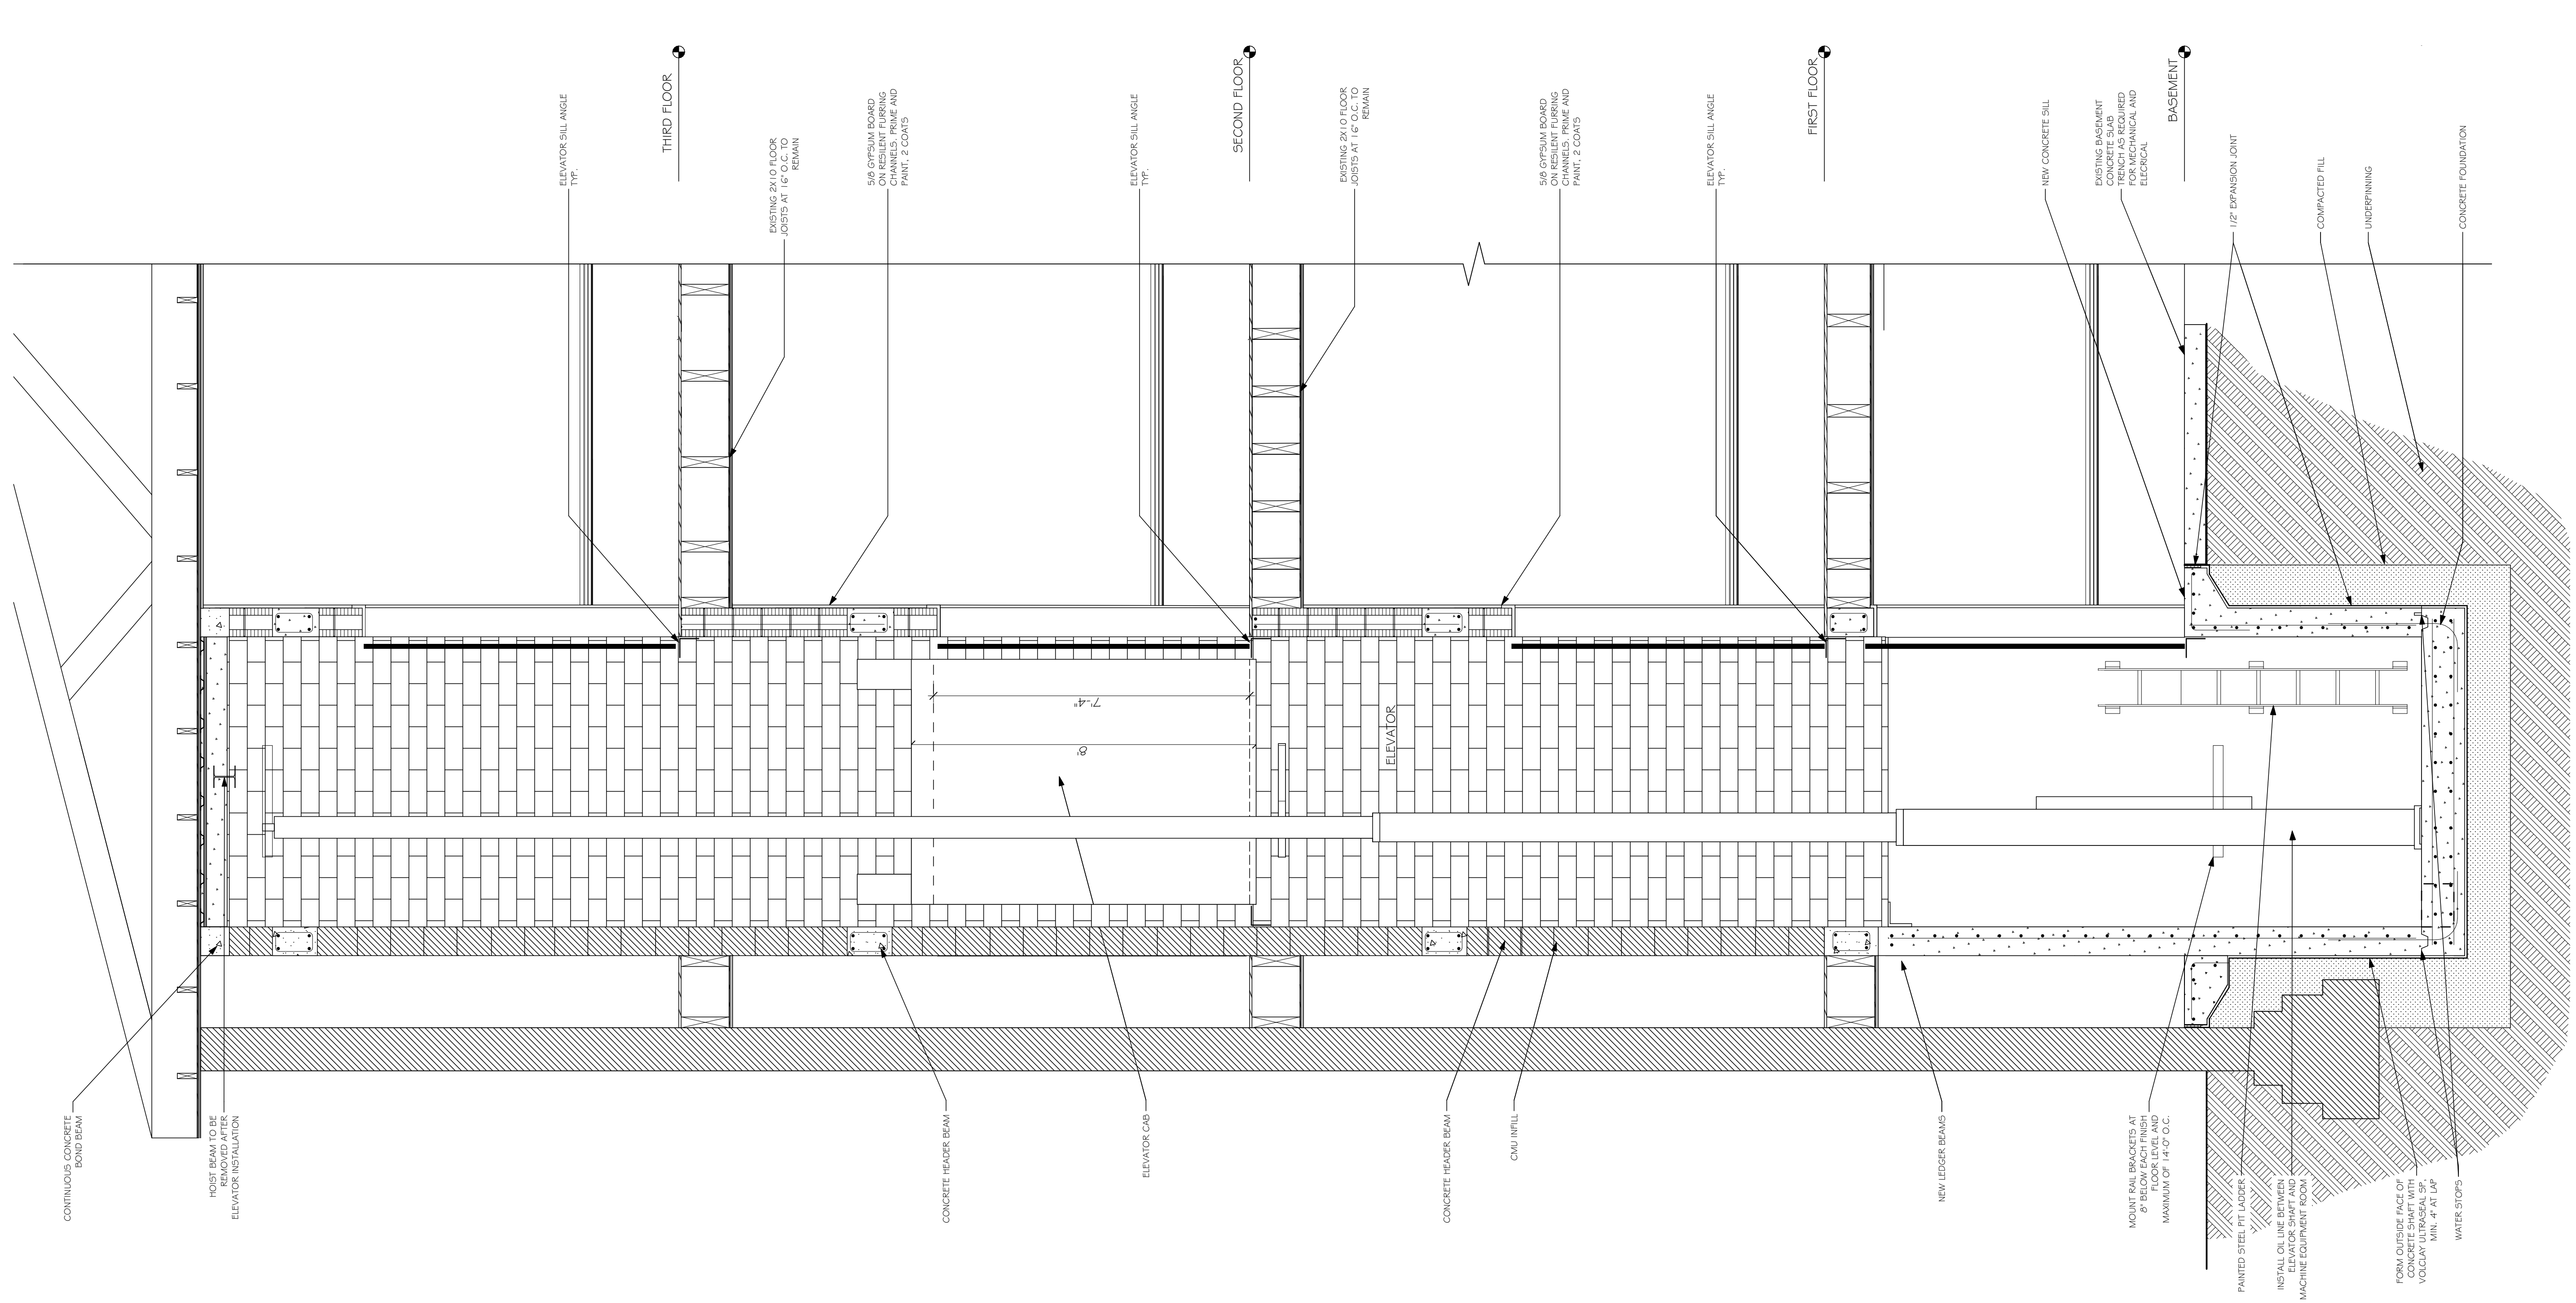 THIRD FLOOR
SECOND FLOOR
FIRST FLOOR
BASEMENT
ELEVATOR SILL ANGLE
TYP.
EXISTING 2X10 FLOOR
JOISTS AT 16" O.C. TO
REMAIN
5/8 GYPSUM BOARD
ON RESILENT FURRING
CHANNELS. PRIME AND
PAINT, 2 COATS
ELEVATOR SILL ANGLE
TYP.
EXISTING 2X10 FLOOR
JOISTS AT 16" O.C. TO
REMAIN
5/8 GYPSUM BOARD
ON RESILENT FURRING
CHANNELS. PRIME AND
PAINT, 2 COATS
ELEVATOR SILL ANGLE
TYP.
NEW CONCRETE SILL
EXISTING BASEMENT
CONCRETE SLAB
TRENCH AS REQUIRED
FOR MECHANICAL AND
ELECRICAL
1/2" EXPANSION JOINT
COMPACTED FILL
UNDERPINNING
CONCRETE FOUNDATION
7'-4"
8'
ELEVATOR
CONTINUOUS CONCRETE
BOND BEAM
HOIST BEAM TO BE
REMOVED AFTER
ELEVATOR INSTALLATION
CONCRETE HEADER BEAM
ELEVATOR CAB
CONCRETE HEADER BEAM
CMU INFILL
NEW LEDGER BEAMS
MOUNT RAIL BRACKETS AT
8" BELOW EACH FINISH
FLOOR LEVEL AND
MAXIMUM OF 14'-0" O.C.
PAINTED STEEL PIT LADDER
INSTALL OIL LINE BETWEEN
ELEVATOR SHAFT AND
MACHINE EQUIPMENT ROOM
FORM OUTSIDE FACE OF
CONCRETE SHAFT WITH
VOLCLAY ULTRASEAL SP.
MIN. 4" AT LAP
WATER STOPS